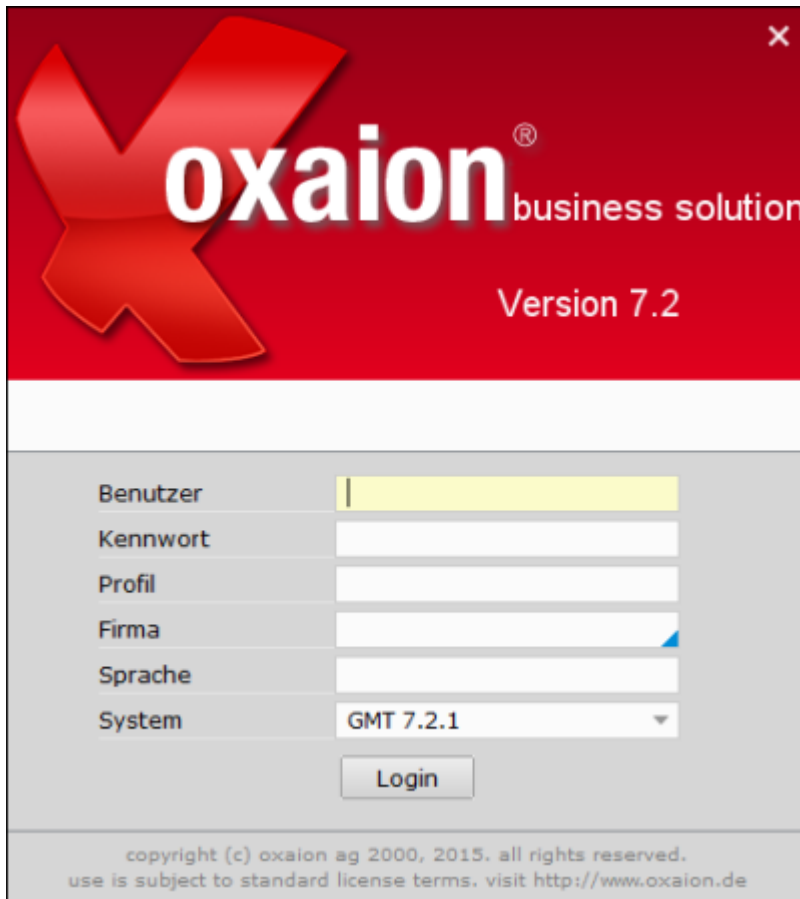 oxaion®
business solution
Version 7.2
Benutzer
Kennwort
Profil
Firma
Sprache
System GMT 7.2.1
Login
copyright (c) oxaion ag 2000, 2015. all rights reserved.
use is subject to standard license terms. visit http://www.oxaion.de